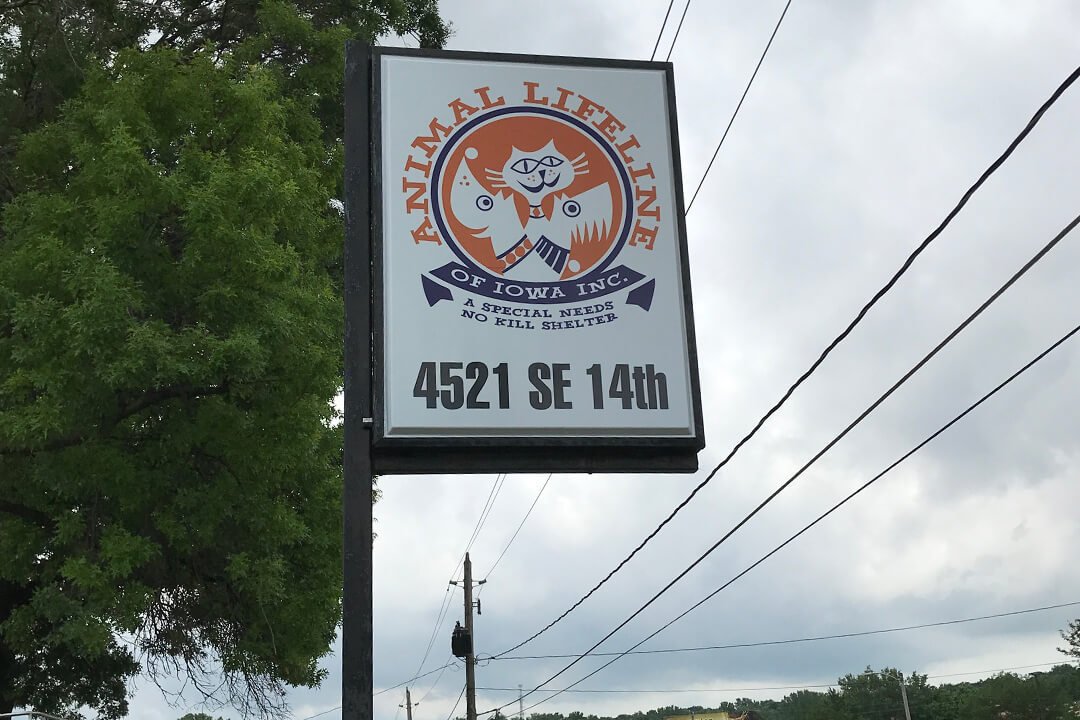 ANIMAL LIFELINE
OF IOWA INC.
A SPECIAL NEEDS
NO KILL SHELTER
4521 SE 14th